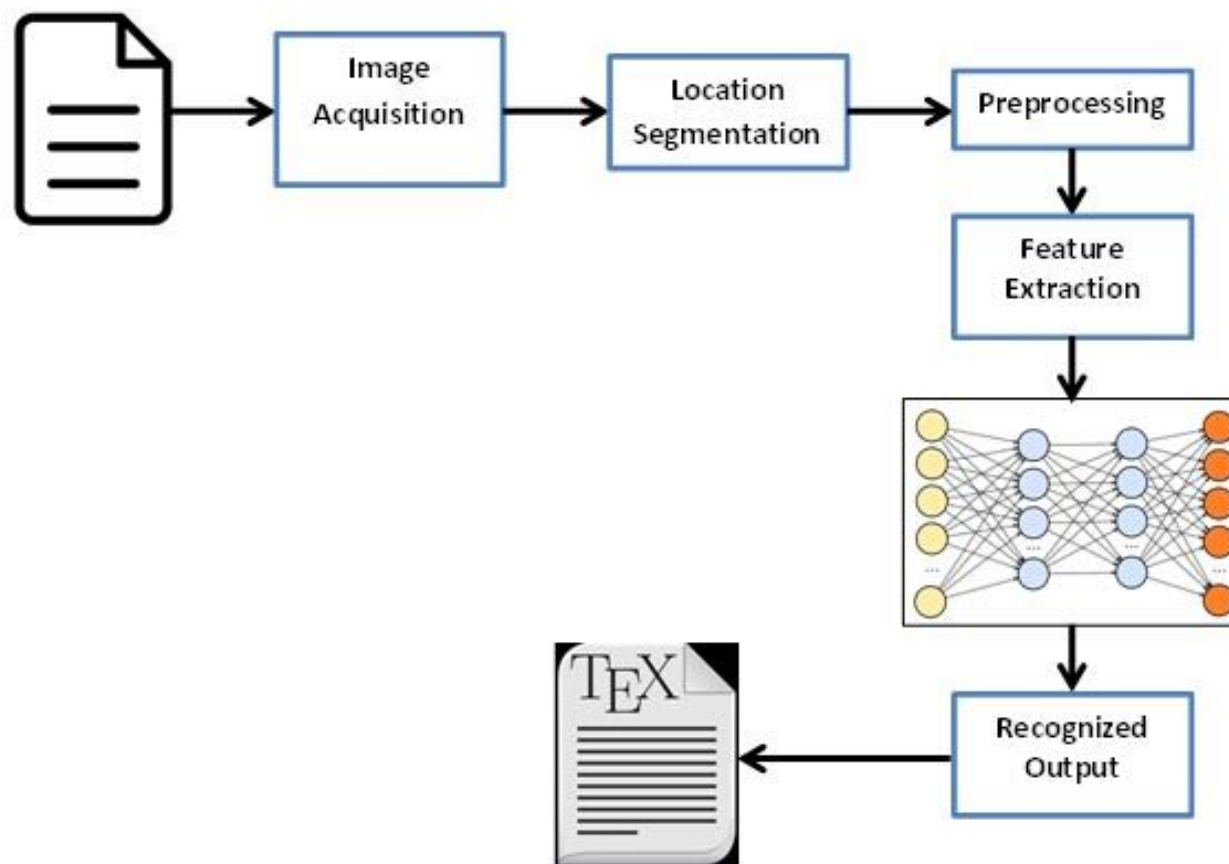 Image
Acquisition
Location
Segmentation
Preprocessing
Feature
Extraction
...
...
...
...
TEX
Recognized
Output